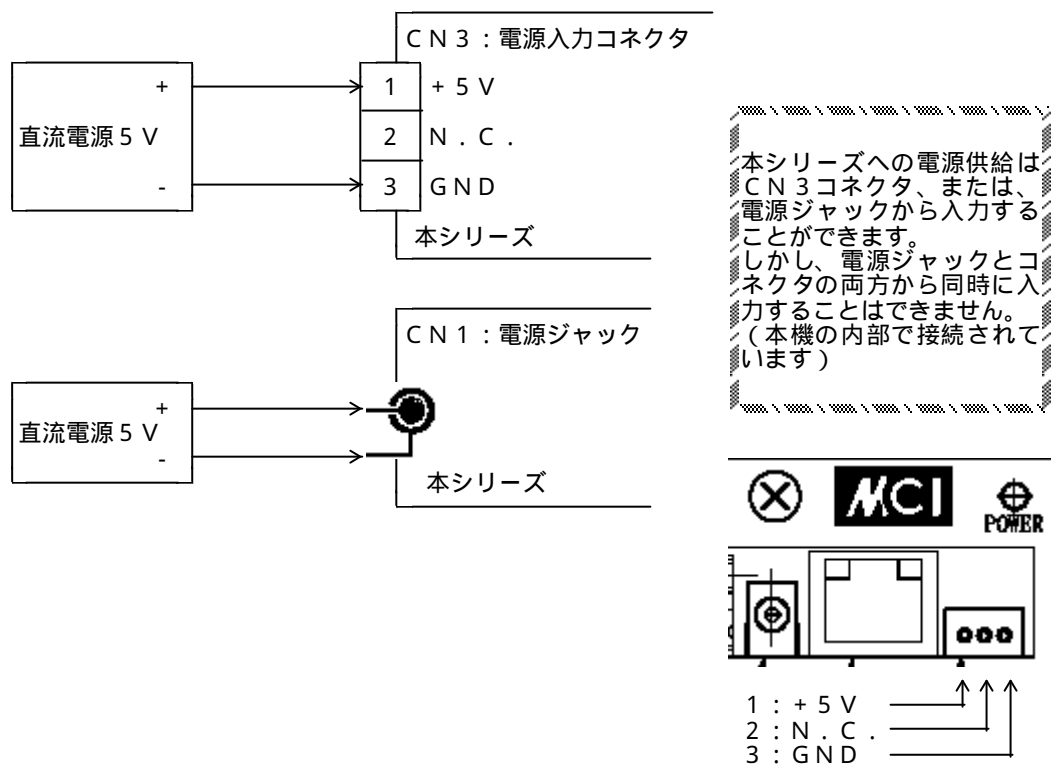 ＣＮ３：電源入力コネクタ
+
1
＋５Ｖ
直流電源５Ｖ
2
Ｎ．Ｃ．
-
3
ＧＮＤ
本シリーズ
ＣＮ１：電源ジャック
+
直流電源５Ｖ
-
本シリーズ
本シリーズへの電源供給は
ＣＮ３コネクタ、または、
電源ジャックから入力する
ことができます。
しかし、電源ジャックとコ
ネクタの両方から同時に入
力することはできません。
（本機の内部で接続されて
います）
MCI
POWER
１：＋５Ｖ
２：Ｎ．Ｃ．
３：ＧＮＤ